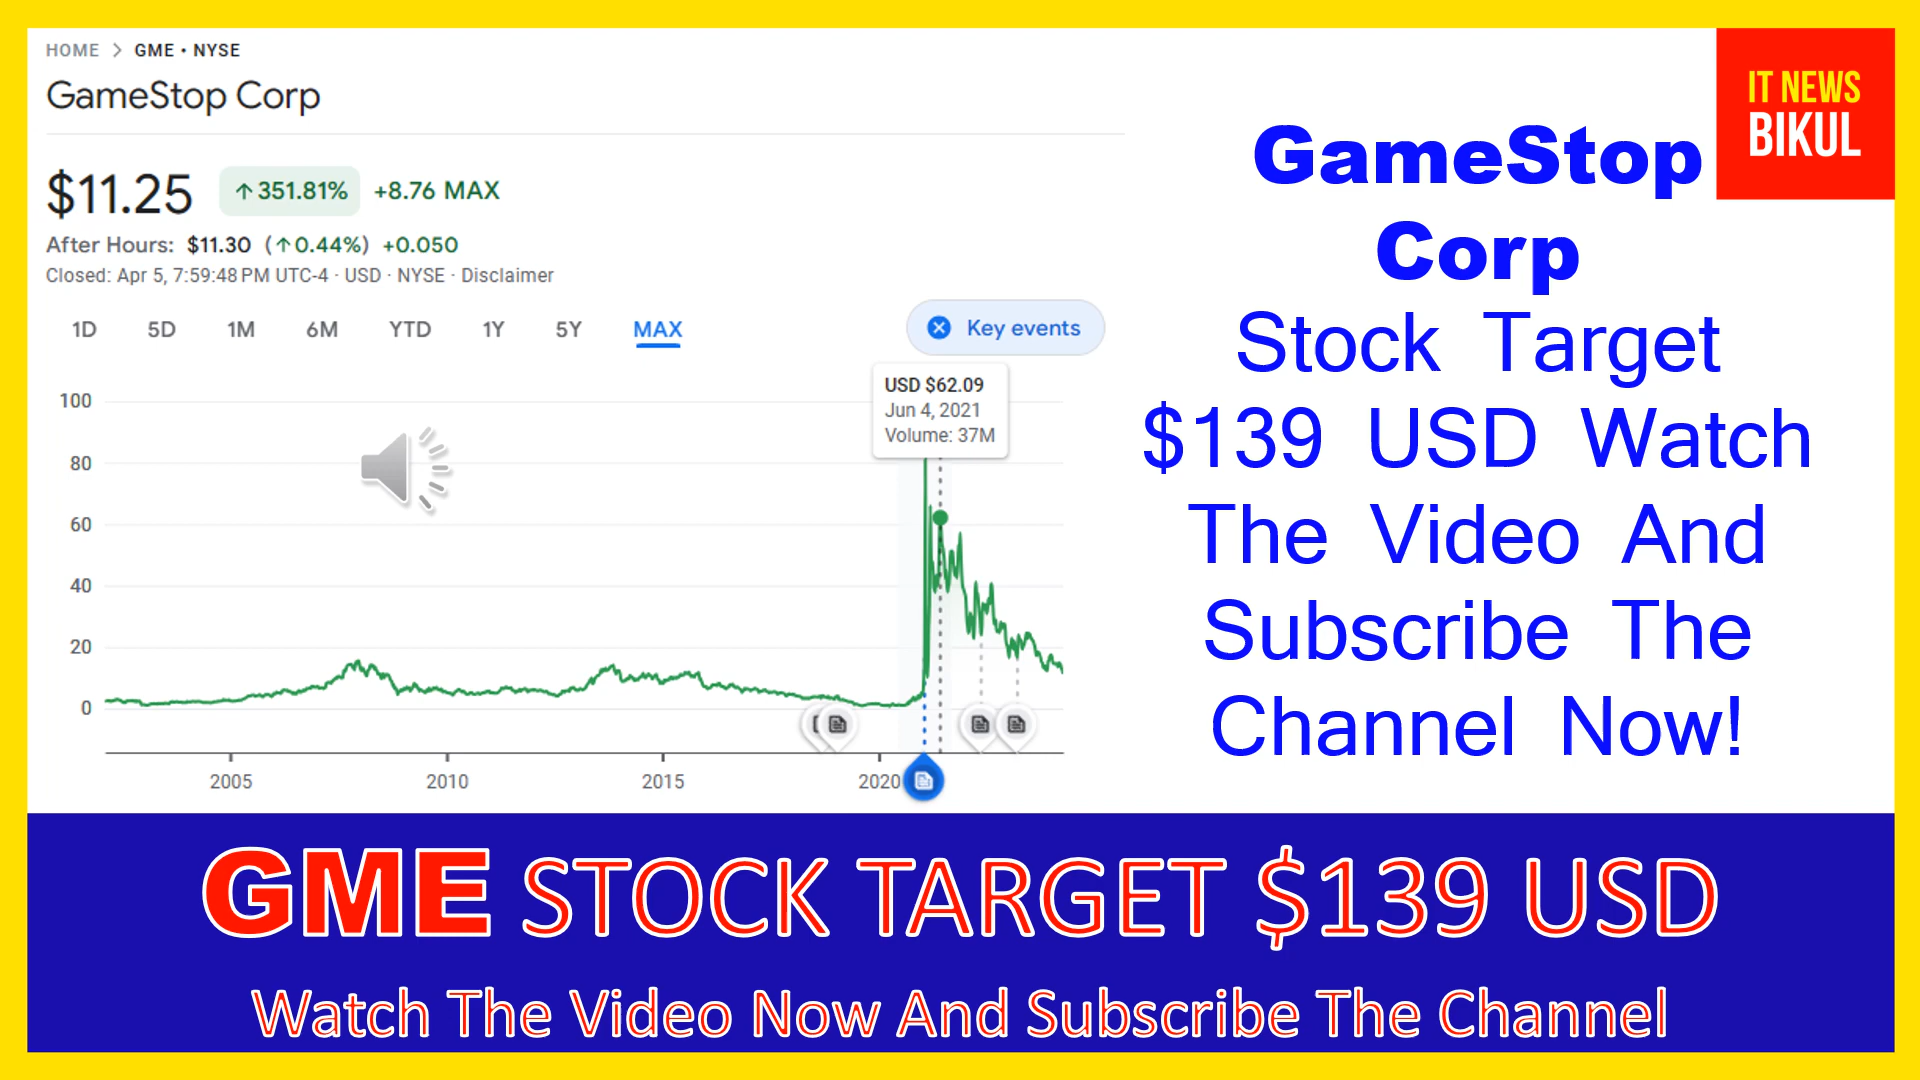 HOME > GME • NYSE
GameStop Corp
$11.25 ↑351.81% +8.76 MAX
After Hours: $11.30 (↑0.44%) +0.050
Closed: Apr 5, 7:59:48 PM UTC-4 · USD · NYSE · Disclaimer
1D 5D 1M 6M YTD 1Y 5Y MAX
Key events
USD $62.09
Jun 4, 2021
Volume: 37M
100
80
60
40
20
0
2005 2010 2015 2020
IT NEWS
BIKUL
GameStop
Corp
Stock Target
$139 USD Watch
The Video And
Subscribe The
Channel Now!
GME STOCK TARGET $139 USD
Watch The Video Now And Subscribe The Channel